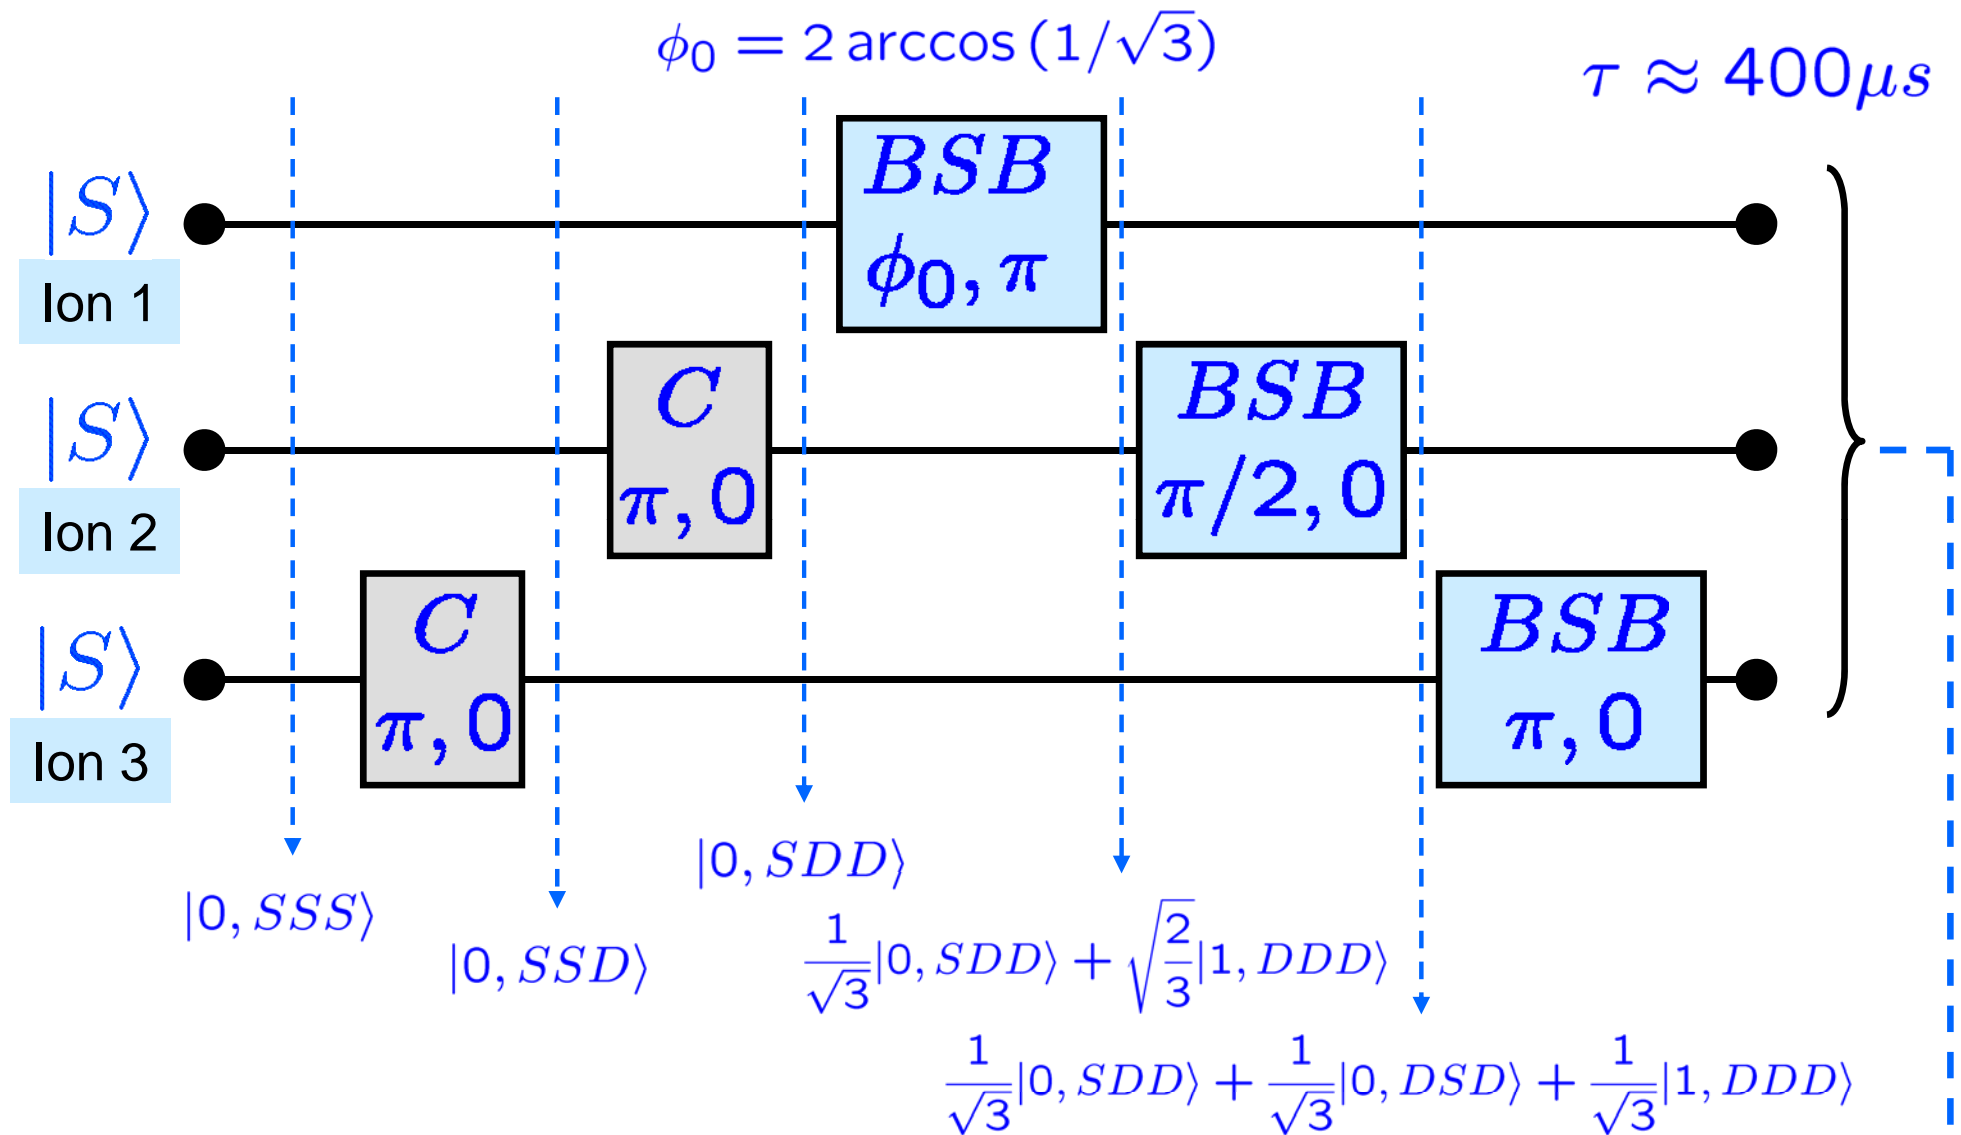 ϕ₀ = 2 arccos (1/√3)
τ ≈ 400μs
|S⟩
Ion 1
BSB
ϕ₀, π
|S⟩
Ion 2
C
π, 0
BSB
π/2, 0
|S⟩
Ion 3
C
π, 0
BSB
π, 0
|0, SSS⟩
|0, SSD⟩
|0, SDD⟩
1/√3 |0, SDD⟩ + √(2/3) |1, DDD⟩
1/√3 |0, SDD⟩ + 1/√3 |0, DSD⟩ + 1/√3 |1, DDD⟩